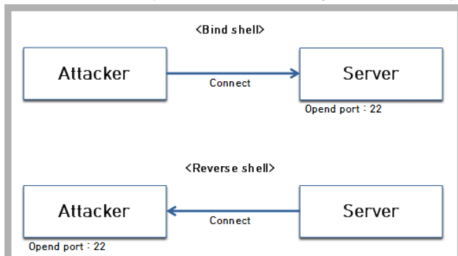 <Bind shell>
Attacker
Connect
Server
Opend port : 22
<Reverse shell>
Attacker
Connect
Server
Opend port : 22